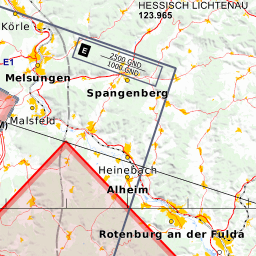 HESSISCH LICHTENAU
123.965
Körle
E
2500 GND
1000 GND
E1
Melsungen
Spangenberg
Malsfeld
M)
Heinebach
Alheim
Rotenburg an der Fulda